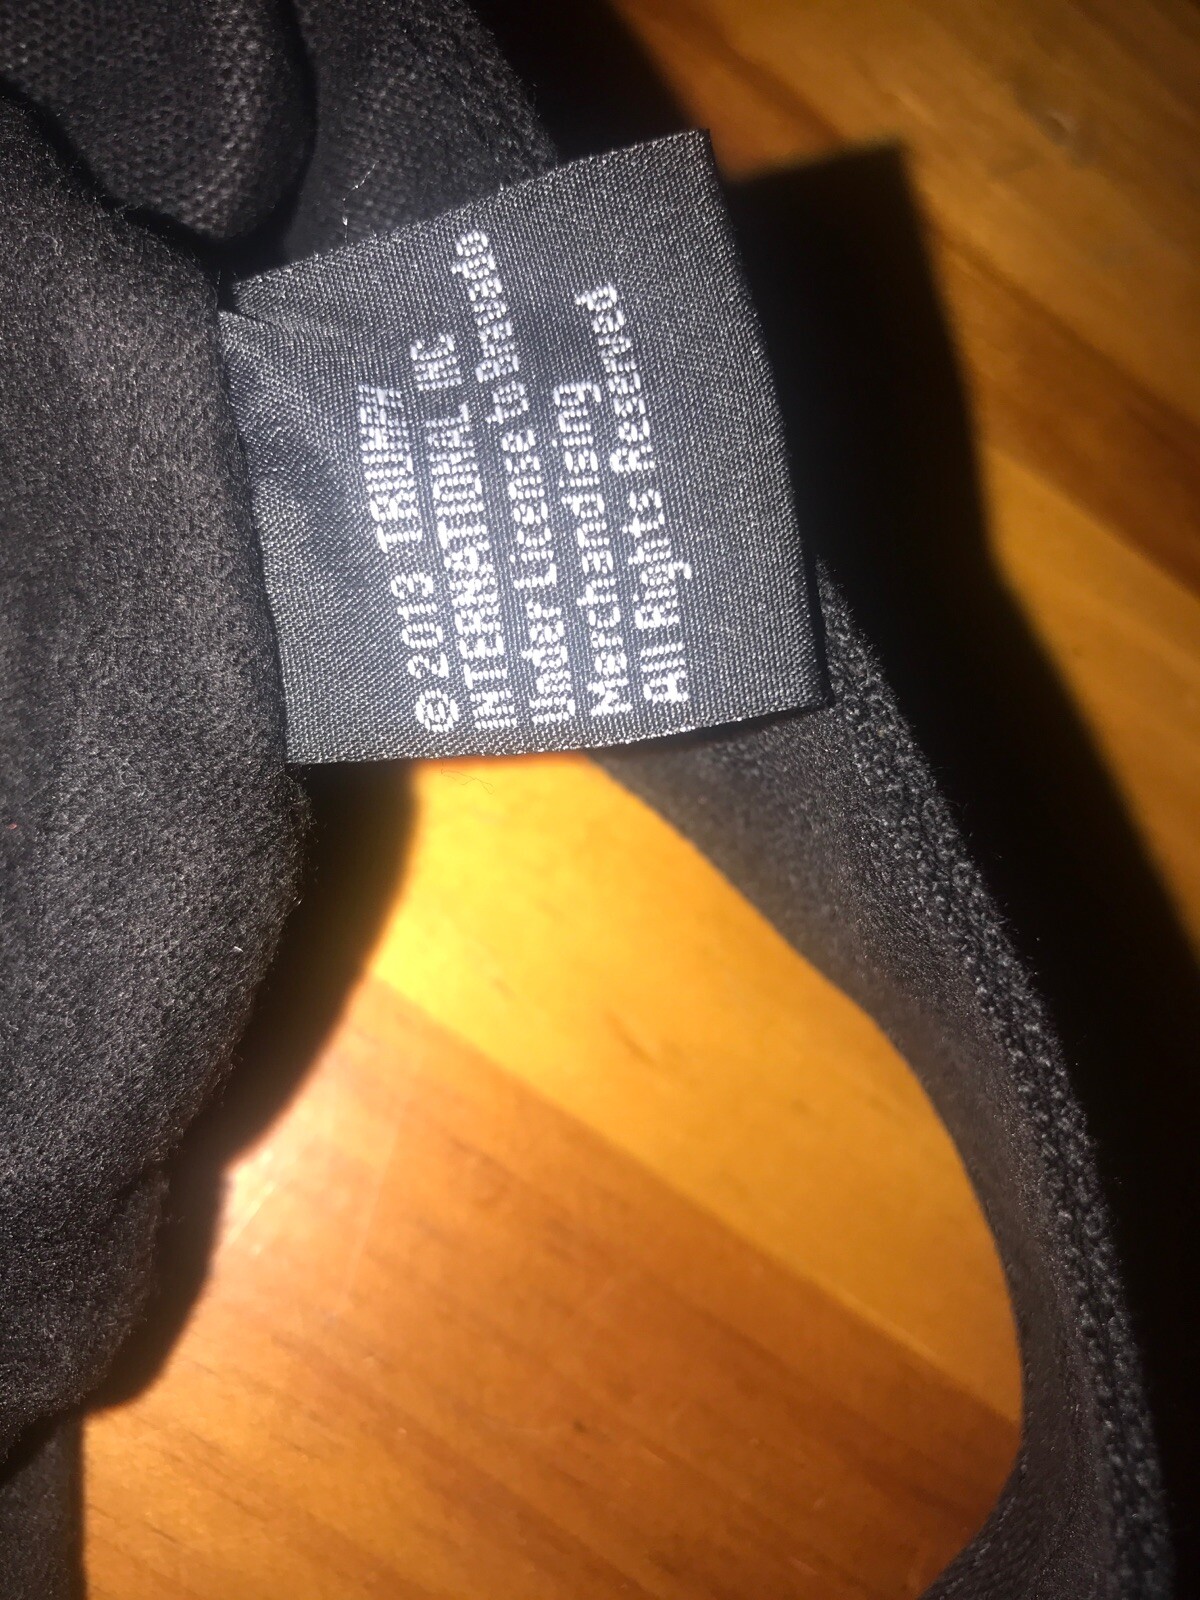 © 2013 TRIUMPH
INTERNATIONAL INC
Under License to Bravado
Merchandising
All Rights Reserved